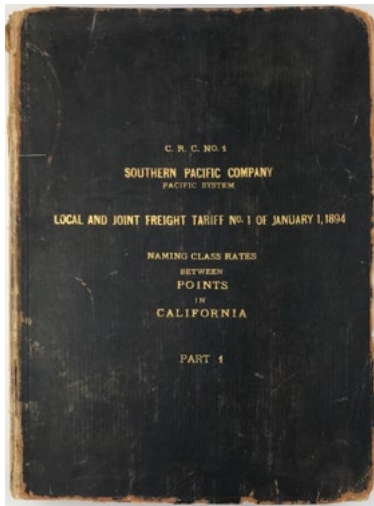 C. R. C. NO. 1
SOUTHERN PACIFIC COMPANY
PACIFIC SYSTEM
LOCAL AND JOINT FREIGHT TARIFF NO. 1 OF JANUARY 1, 1894
NAMING CLASS RATES
BETWEEN
POINTS
IN
CALIFORNIA
PART 1